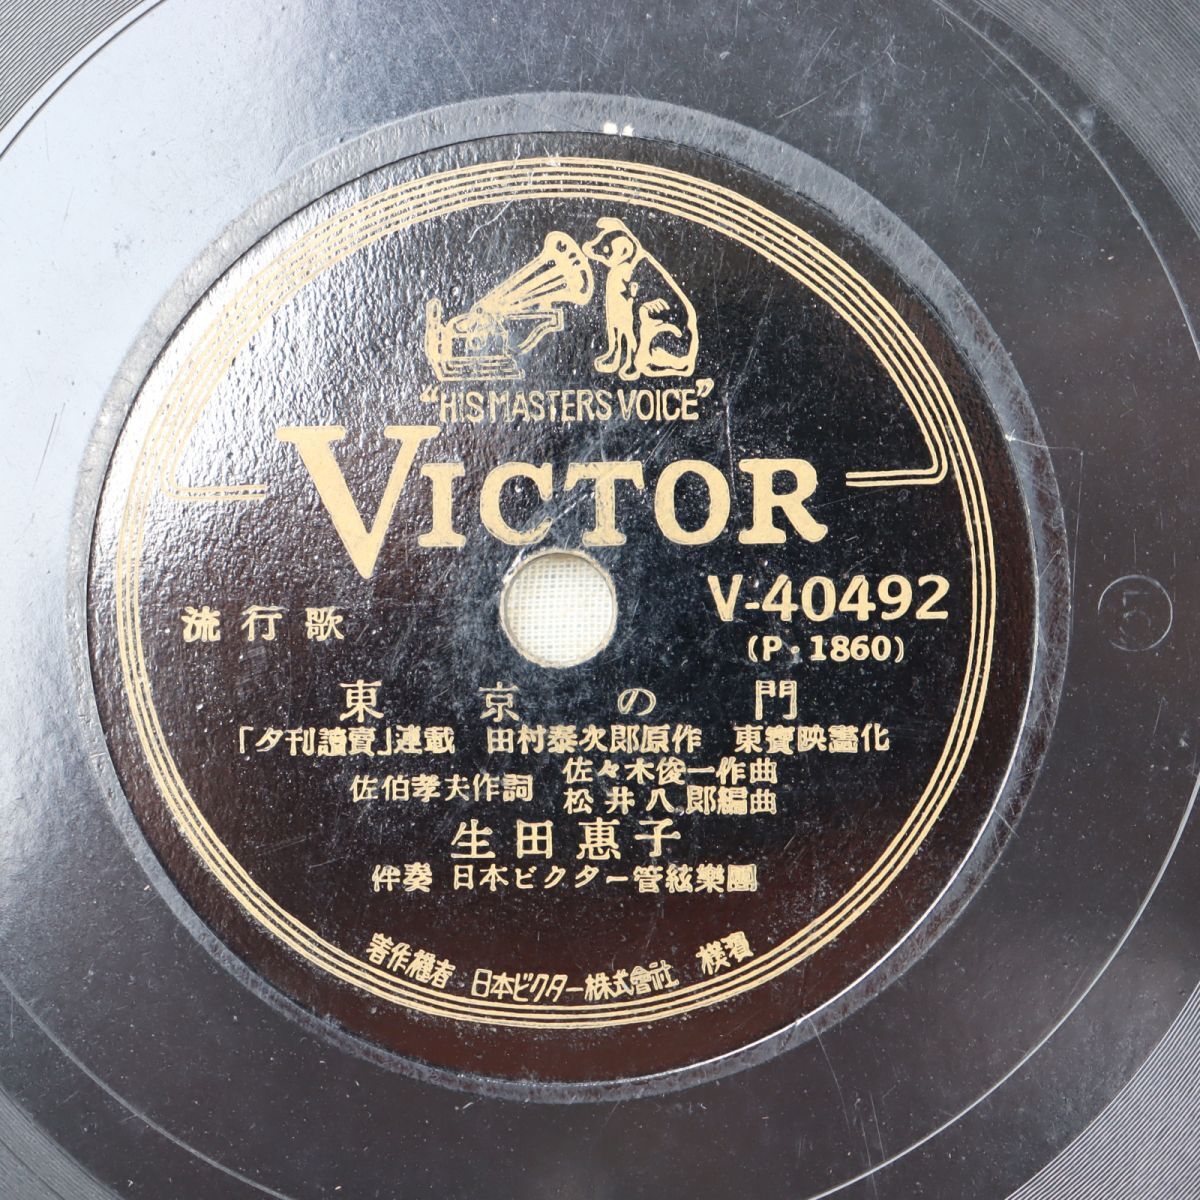 "HIS MASTERS VOICE"
VICTOR
流行歌
V-40492
(P・1860)
東京の門
「夕刊讀賣」連載 田村泰次郎原作 東寶映畫化
佐伯孝夫作詞
佐々木俊一作曲
松井八郎編曲
生田惠子
伴奏 日本ビクター管絃樂團
著作權者 日本ビクター株式會社 橫濱